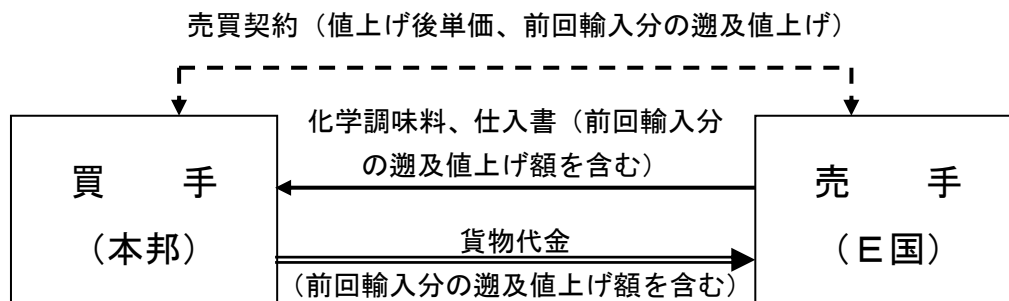 売買契約（値上げ後単価、前回輸入分の遡及値上げ）
化学調味料、仕入書（前回輸入分
の遡及値上げ額を含む）
買　手
（本邦）
売　手
（Ｅ国）
貨物代金
（前回輸入分の遡及値上げ額を含む）